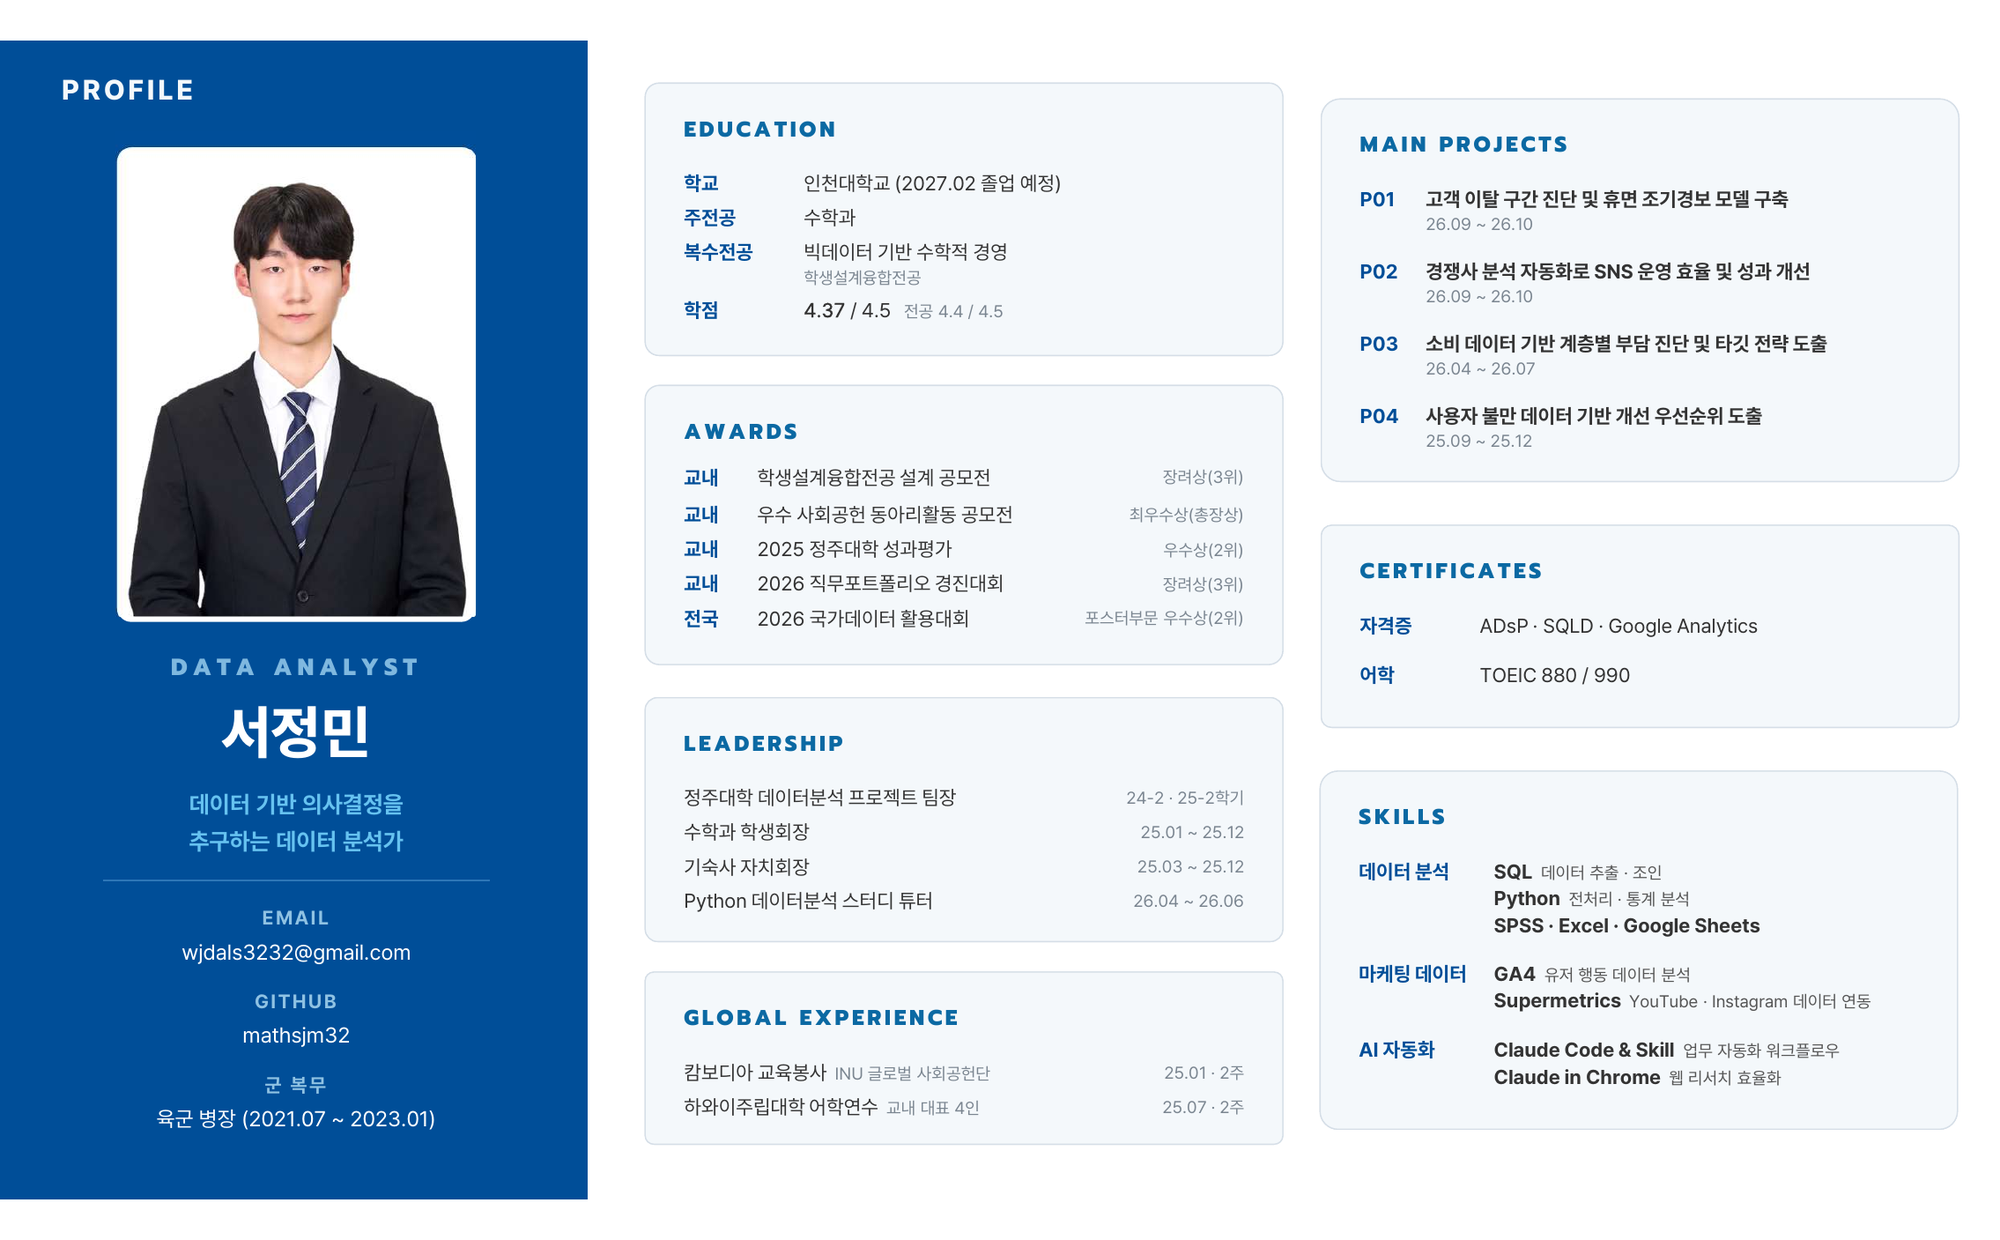 PROFILE
DATA ANALYST
서정민
데이터 기반 의사결정을
추구하는 데이터 분석가
EMAIL
wjdals3232@gmail.com
GITHUB
mathsjm32
군 복무
육군 병장 (2021.07 ~ 2023.01)
EDUCATION
학교 인천대학교 (2027.02 졸업 예정)
주전공 수학과
복수전공 빅데이터 기반 수학적 경영
학생설계융합전공
학점 4.37 / 4.5 전공 4.4 / 4.5
AWARDS
교내 학생설계융합전공 설계 공모전 장려상(3위)
교내 우수 사회공헌 동아리활동 공모전 최우수상(총장상)
교내 2025 정주대학 성과평가 우수상(2위)
교내 2026 직무포트폴리오 경진대회 장려상(3위)
전국 2026 국가데이터 활용대회 포스터부문 우수상(2위)
LEADERSHIP
정주대학 데이터분석 프로젝트 팀장 24-2 · 25-2학기
수학과 학생회장 25.01 ~ 25.12
기숙사 자치회장 25.03 ~ 25.12
Python 데이터분석 스터디 튜터 26.04 ~ 26.06
GLOBAL EXPERIENCE
캄보디아 교육봉사 INU 글로벌 사회공헌단 25.01 · 2주
하와이주립대학 어학연수 교내 대표 4인 25.07 · 2주
MAIN PROJECTS
P01 고객 이탈 구간 진단 및 휴면 조기경보 모델 구축
26.09 ~ 26.10
P02 경쟁사 분석 자동화로 SNS 운영 효율 및 성과 개선
26.09 ~ 26.10
P03 소비 데이터 기반 계층별 부담 진단 및 타깃 전략 도출
26.04 ~ 26.07
P04 사용자 불만 데이터 기반 개선 우선순위 도출
25.09 ~ 25.12
CERTIFICATES
자격증 ADsP · SQLD · Google Analytics
어학 TOEIC 880 / 990
SKILLS
데이터 분석 SQL 데이터 추출 · 조인
Python 전처리 · 통계 분석
SPSS · Excel · Google Sheets
마케팅 데이터 GA4 유저 행동 데이터 분석
Supermetrics YouTube · Instagram 데이터 연동
AI 자동화 Claude Code & Skill 업무 자동화 워크플로우
Claude in Chrome 웹 리서치 효율화